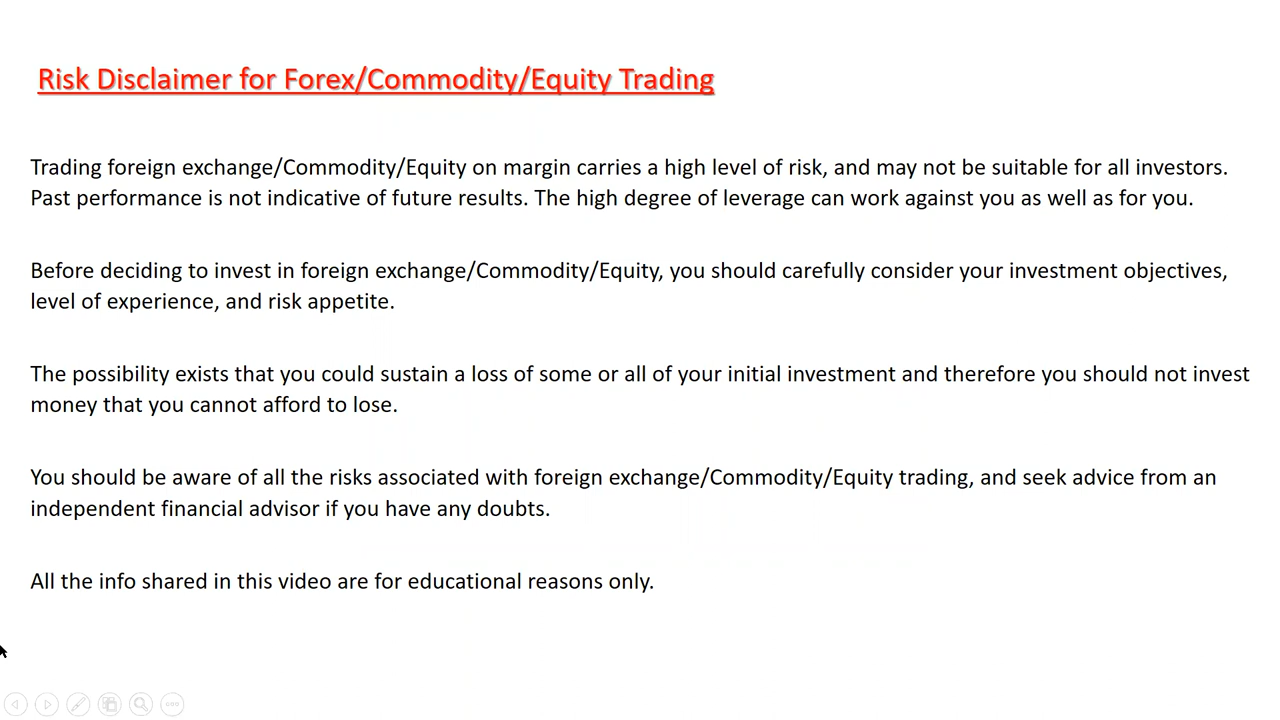 Risk Disclaimer for Forex/Commodity/Equity Trading
Trading foreign exchange/Commodity/Equity on margin carries a high level of risk, and may not be suitable for all investors.
Past performance is not indicative of future results. The high degree of leverage can work against you as well as for you.
Before deciding to invest in foreign exchange/Commodity/Equity, you should carefully consider your investment objectives,
level of experience, and risk appetite.
The possibility exists that you could sustain a loss of some or all of your initial investment and therefore you should not invest
money that you cannot afford to lose.
You should be aware of all the risks associated with foreign exchange/Commodity/Equity trading, and seek advice from an
independent financial advisor if you have any doubts.
All the info shared in this video are for educational reasons only.